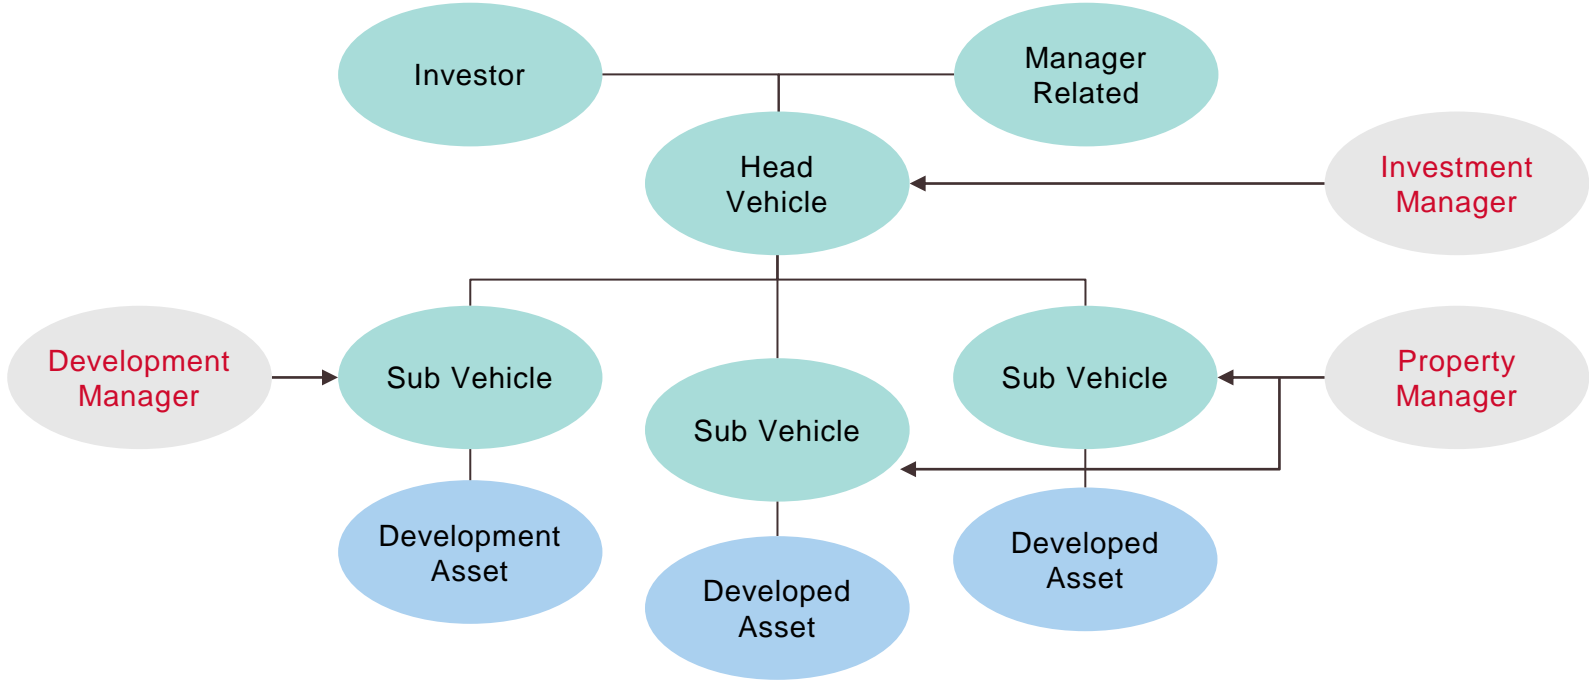 Investor
Manager
Related
Head
Vehicle
Investment
Manager
Development
Manager
Sub Vehicle
Sub Vehicle
Sub Vehicle
Property
Manager
Development
Asset
Developed
Asset
Developed
Asset